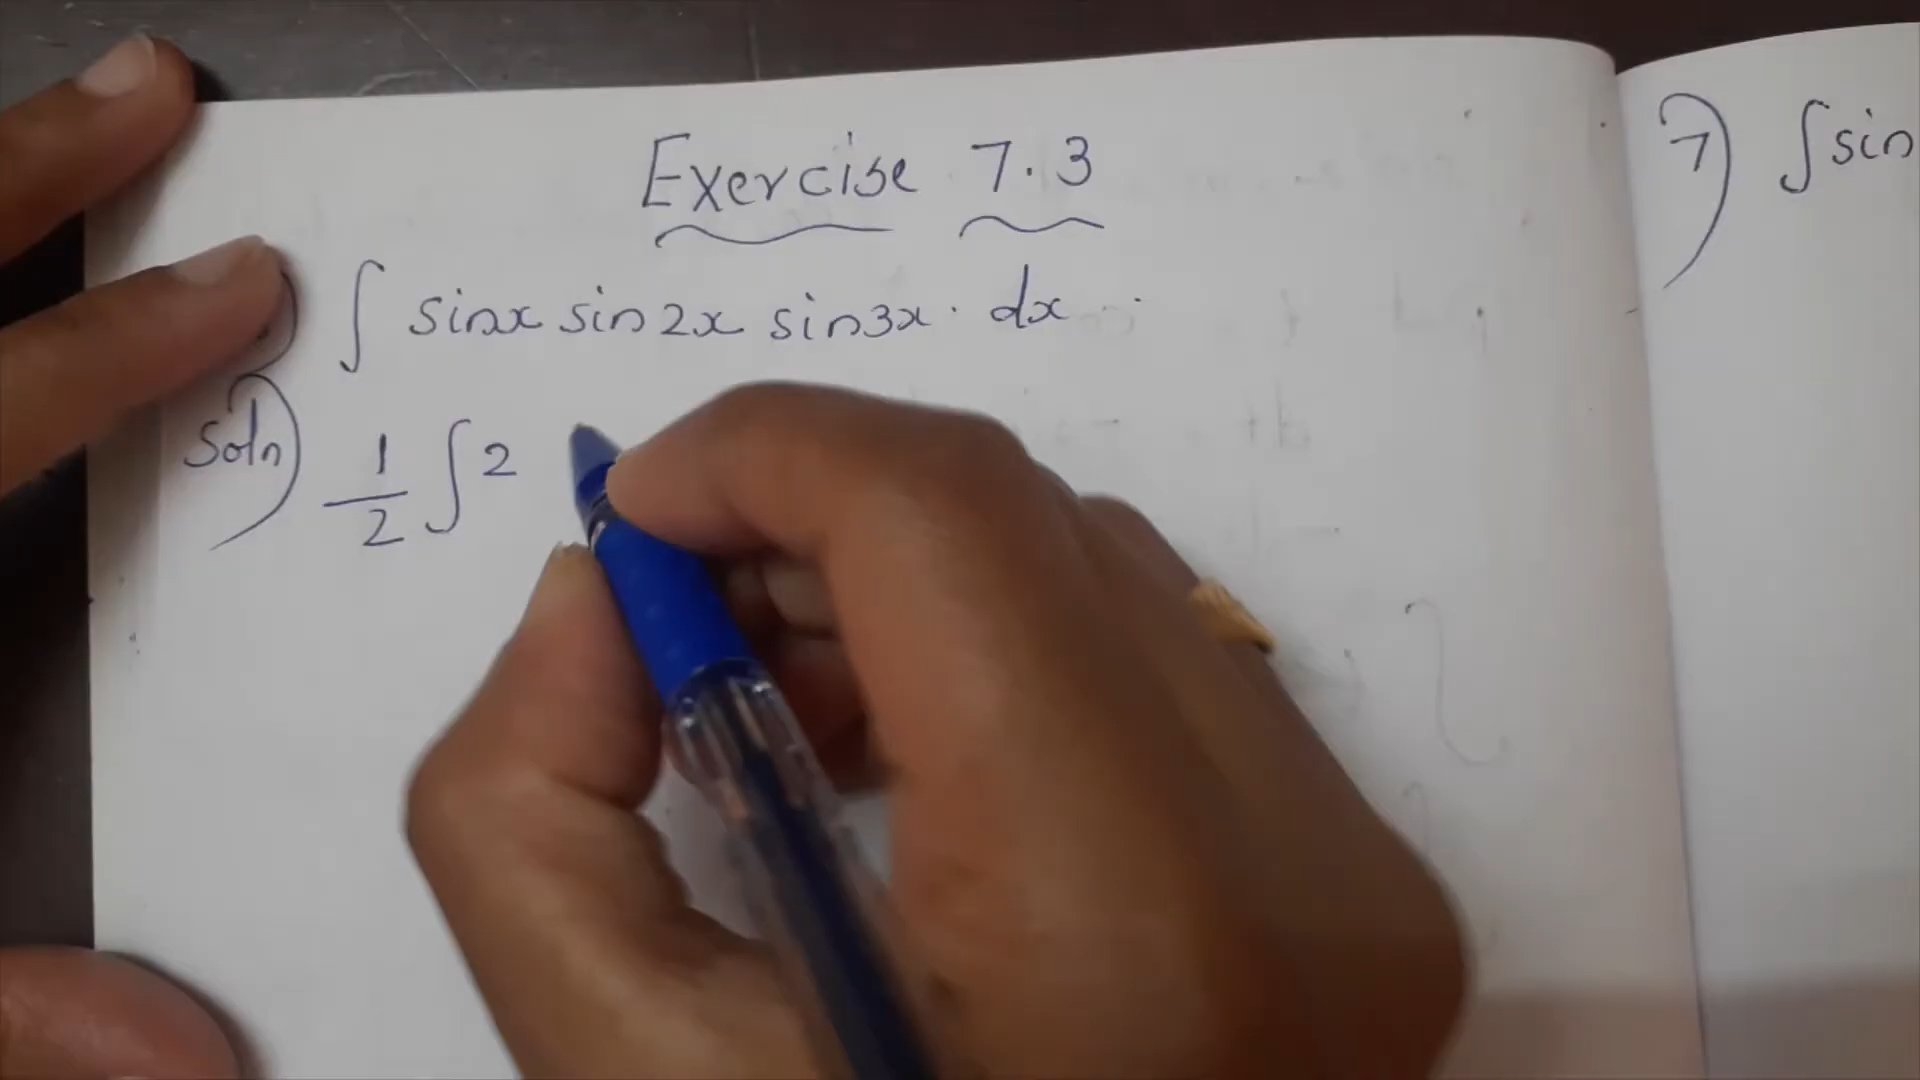 Exercise 7.3
) ∫ sinx sin2x sin3x. dx
Soln) 1/2 ∫ 2
7) ∫ sin